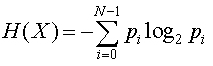 H(X) = -∑_{i=0}^{N-1} p_i log_2 p_i